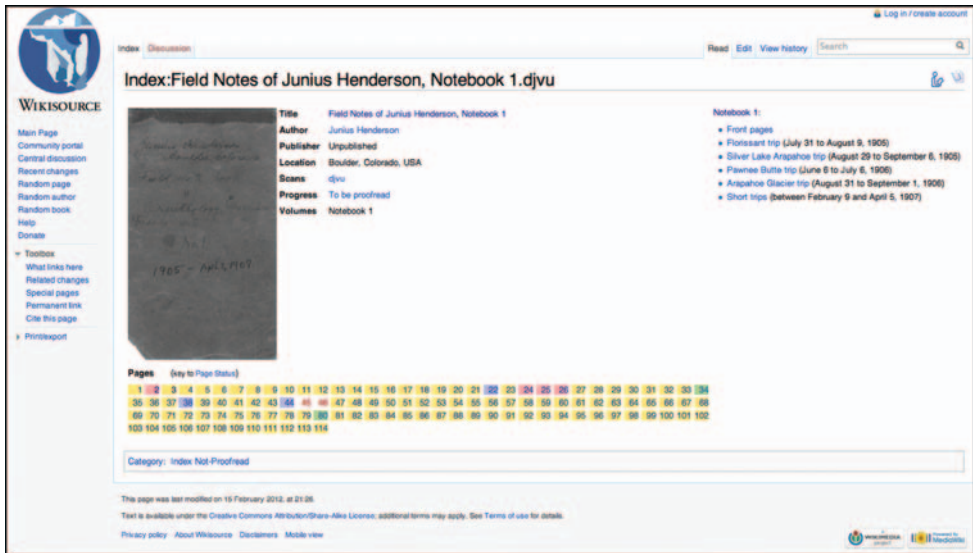 Log in / create account
Index Discussion
Read Edit View history Search
Index:Field Notes of Junius Henderson, Notebook 1.djvu
WIKISOURCE
Main Page
Community portal
Central discussion
Recent changes
Random page
Random author
Random book
Help
Donate
Toolbox
What links here
Related changes
Special pages
Permanent link
Cite this page
Print/export
1905 - April, 1907
Title Field Notes of Junius Henderson, Notebook 1
Author Junius Henderson
Publisher Unpublished
Location Boulder, Colorado, USA
Scans djvu
Progress To be proofread
Volumes Notebook 1
Notebook 1:
Front pages
Florissant trip (July 31 to August 9, 1905)
Silver Lake Arapahoe trip (August 29 to September 6, 1905)
Pawnee Butte trip (June 6 to July 6, 1906)
Arapahoe Glacier trip (August 31 to September 1, 1906)
Short trips (between February 9 and April 5, 1907)
Pages (key to Page Status)
1 2 3 4 5 6 7 8 9 10 11 12 13 14 15 16 17 18 19 20 21 22 23 24 25 26 27 28 29 30 31 32 33 34
35 36 37 38 39 40 41 42 43 44 45 46 47 48 49 50 51 52 53 54 55 56 57 58 59 60 61 62 63 64 65 66 67 68
69 70 71 72 73 74 75 76 77 78 79 80 81 82 83 84 85 86 87 88 89 90 91 92 93 94 95 96 97 98 99 100 101 102
103 104 105 106 107 108 109 110 111 112 113 114
Category: Index Not-Proofread
This page was last modified on 15 February 2012, at 21:26.
Text is available under the Creative Commons Attribution/Share-Alike License; additional terms may apply. See Terms of use for details.
Privacy policy About Wikisource Disclaimers Mobile view
WIKIMEDIA project
Powered by MediaWiki